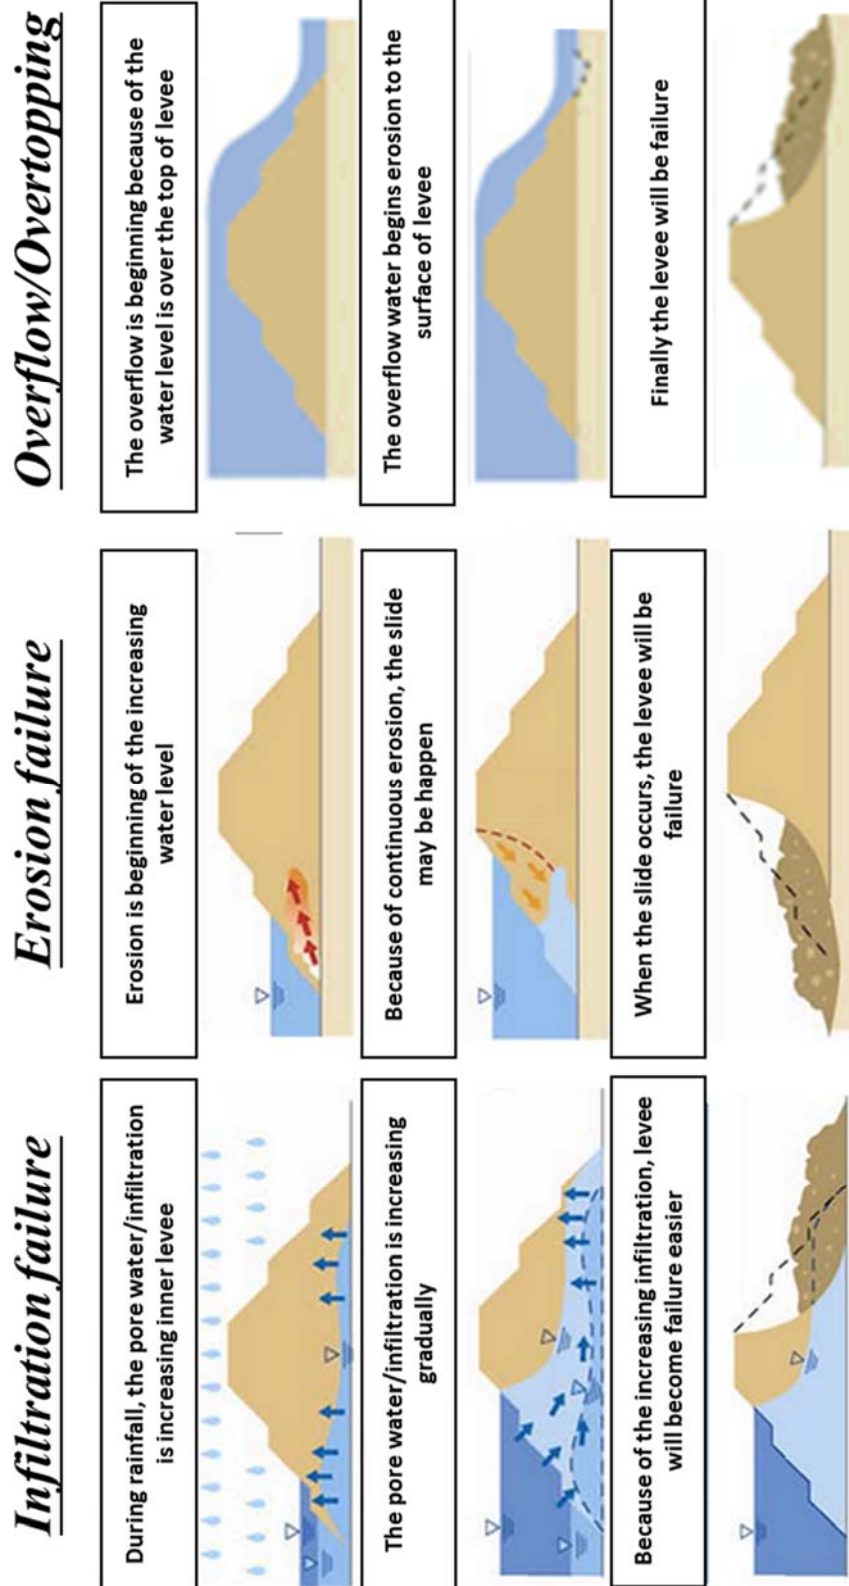 Infiltration failure
During rainfall, the pore water/infiltration
is increasing inner levee
The pore water/infiltration is increasing
gradually
Because of the increasing infiltration, levee
will become failure easier
Erosion failure
Erosion is beginning of the increasing
water level
Because of continuous erosion, the slide
may be happen
When the slide occurs, the levee will be
failure
Overflow/Overtopping
The overflow is beginning because of the
water level is over the top of levee
The overflow water begins erosion to the
surface of levee
Finally the levee will be failure